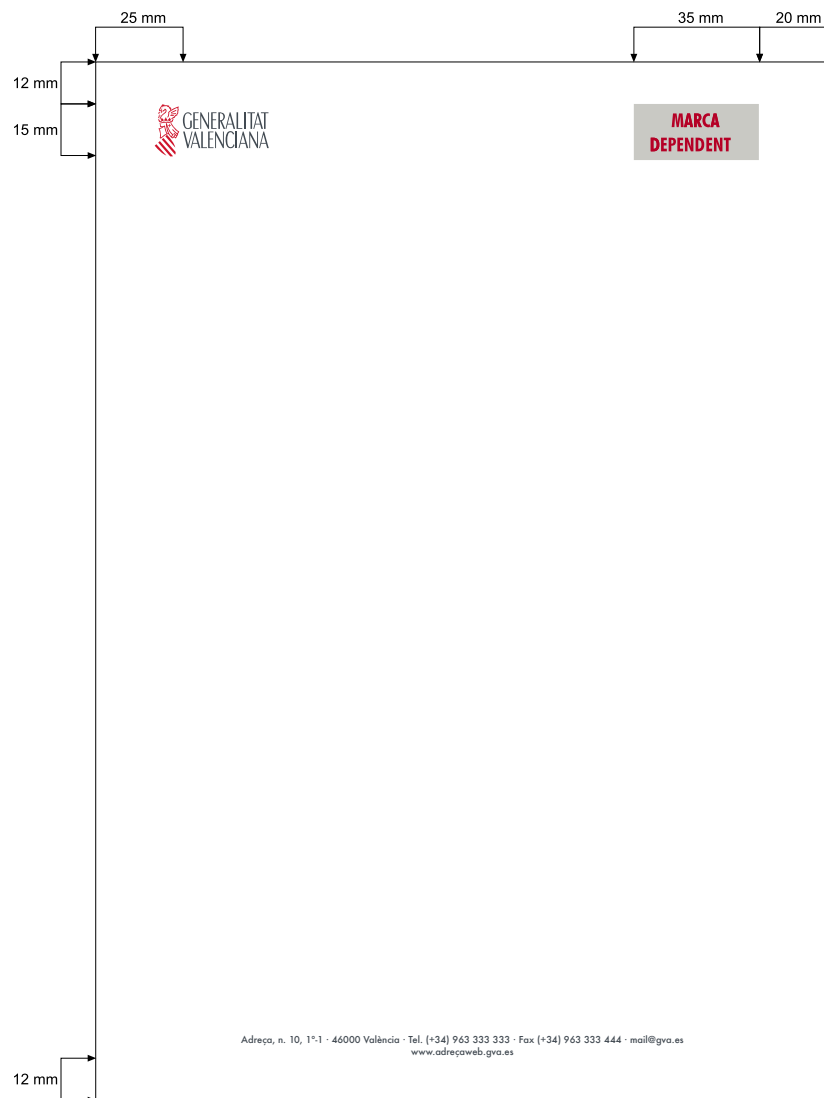 25 mm
35 mm
20 mm
12 mm
15 mm
GENERALITAT
VALENCIANA
MARCA
DEPENDENT
Adreça, n. 10, 1º-1 · 46000 València · Tel. (+34) 963 333 333 · Fax (+34) 963 333 444 · mail@gva.es
www.adreçaweb.gva.es
12 mm